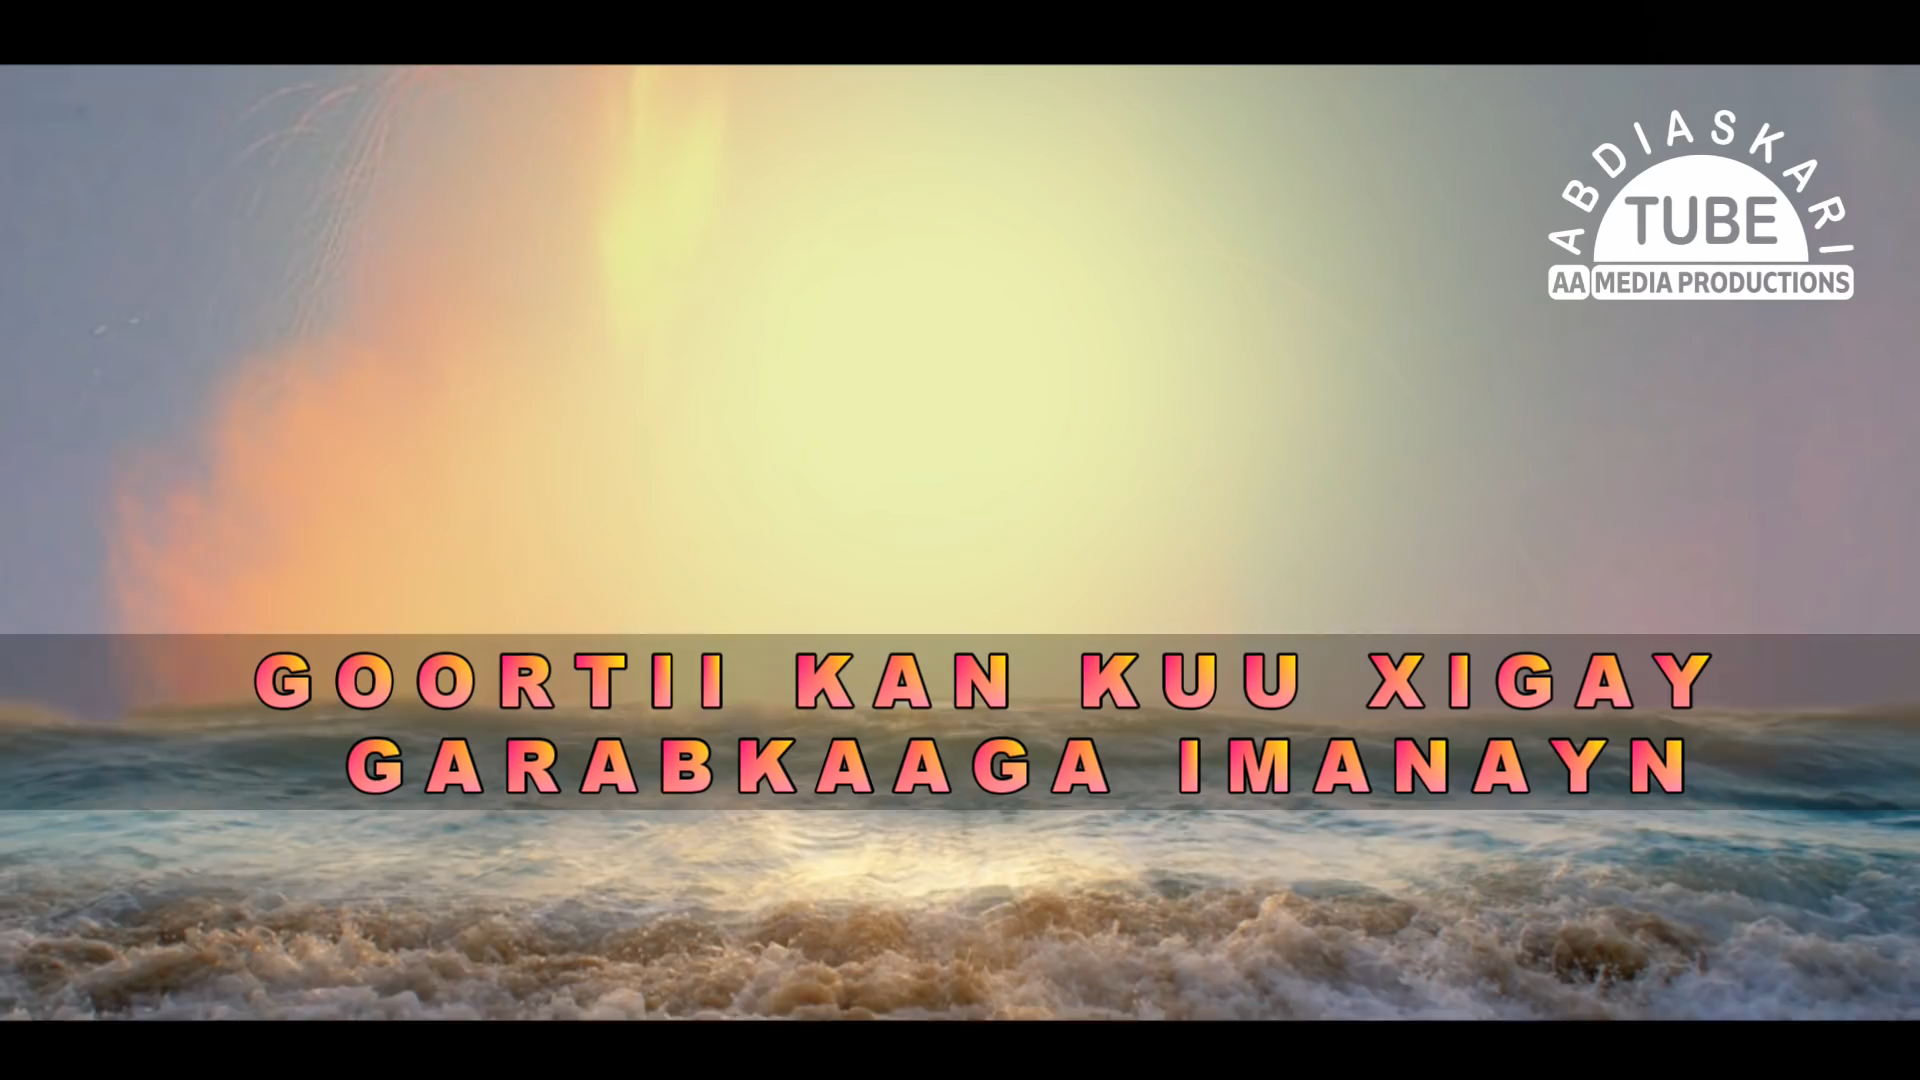 ABDIASKARI
TUBE
AA MEDIA PRODUCTIONS
GOORTII KAN KUU XIGAY
GARABKAAGA IMANAYN